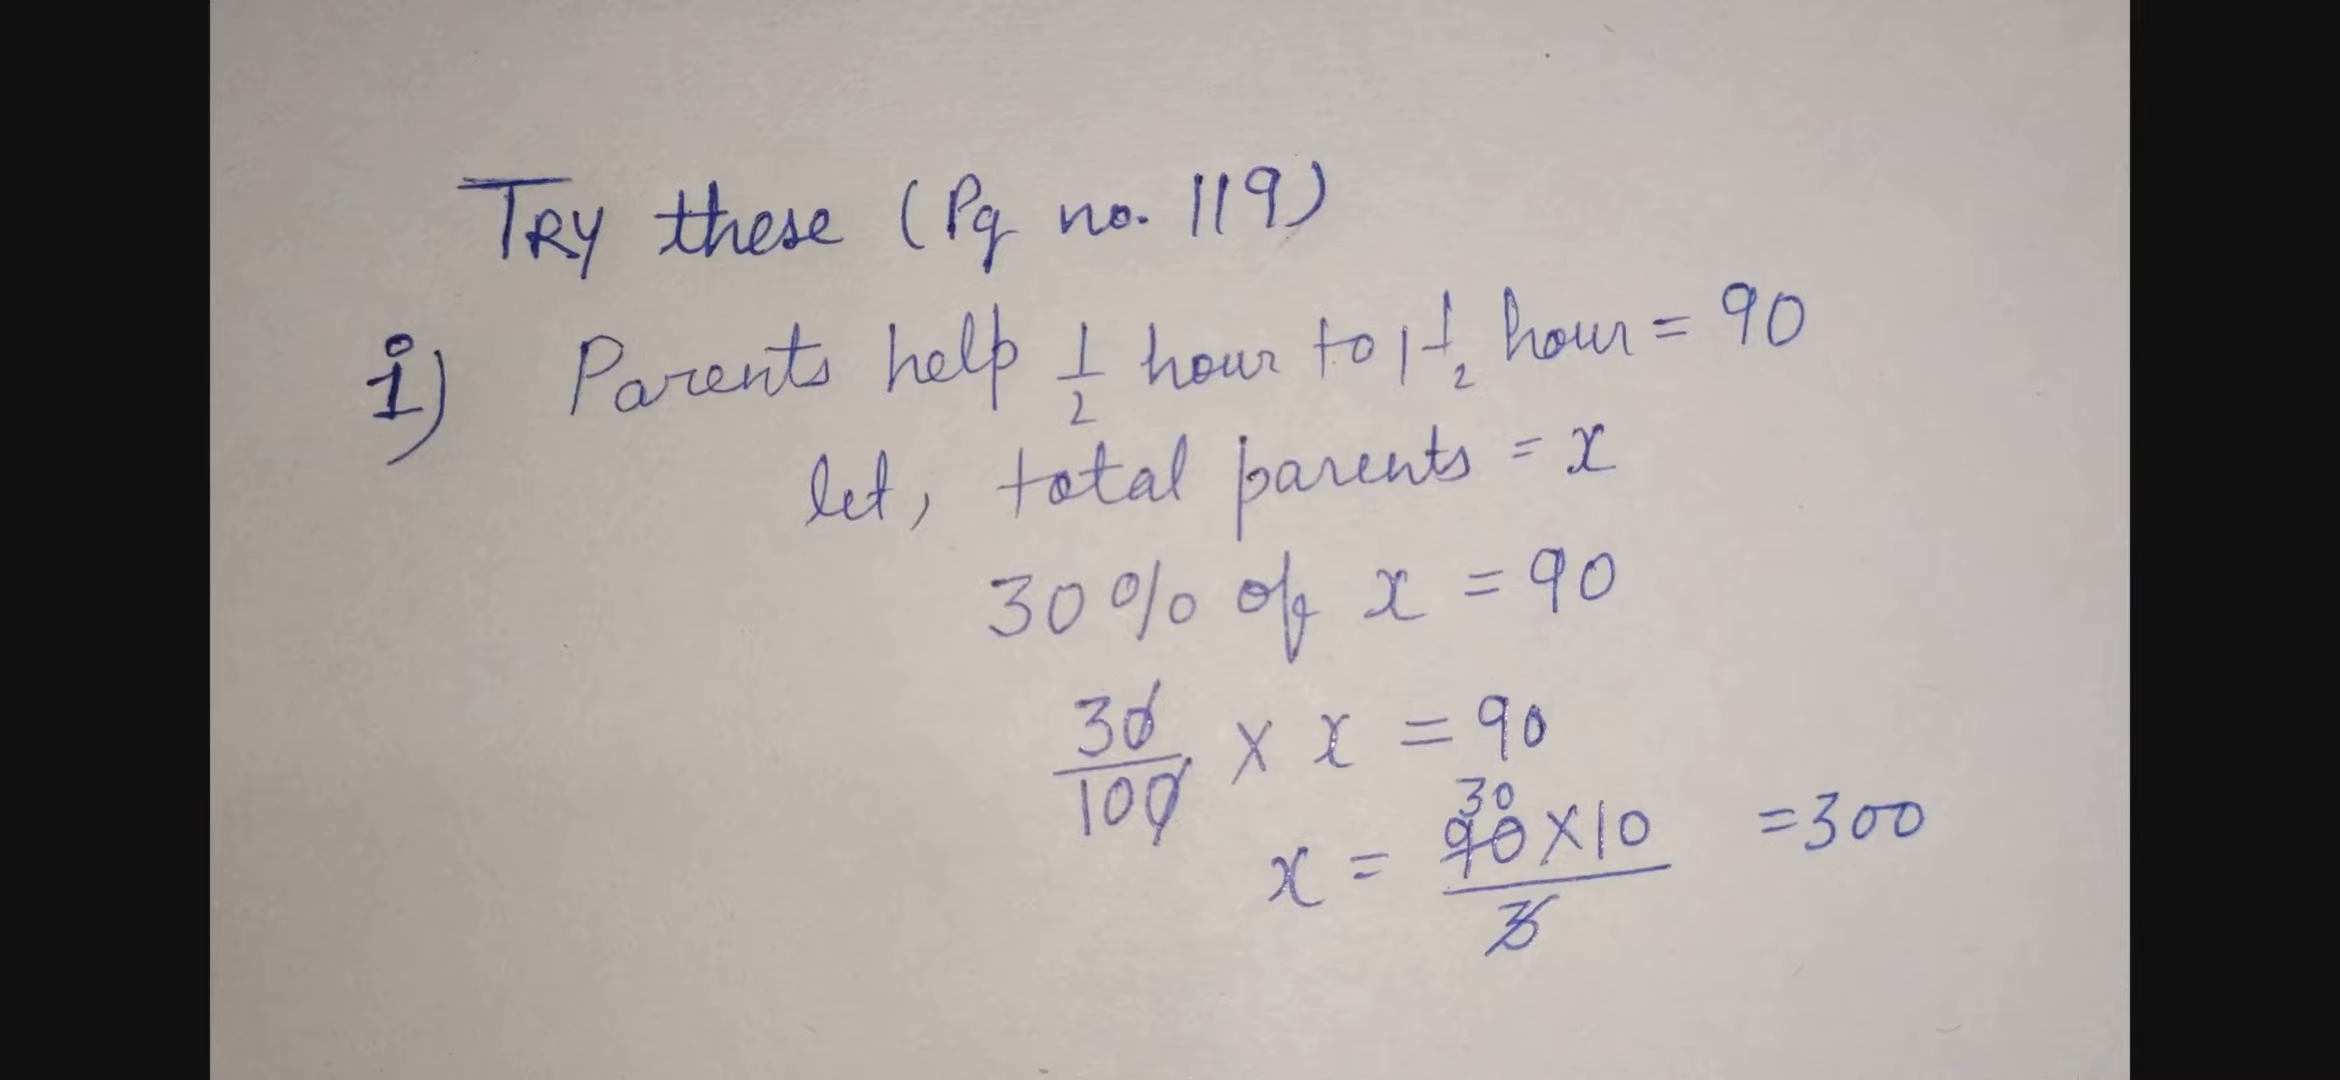 TRY these (Pg no. 119)
i) Parents help 1/2 hour to 1 1/2 hour = 90
let, total parents = x
30% of x = 90
30/100 × x = 90
30
x = 90×10/3 = 300